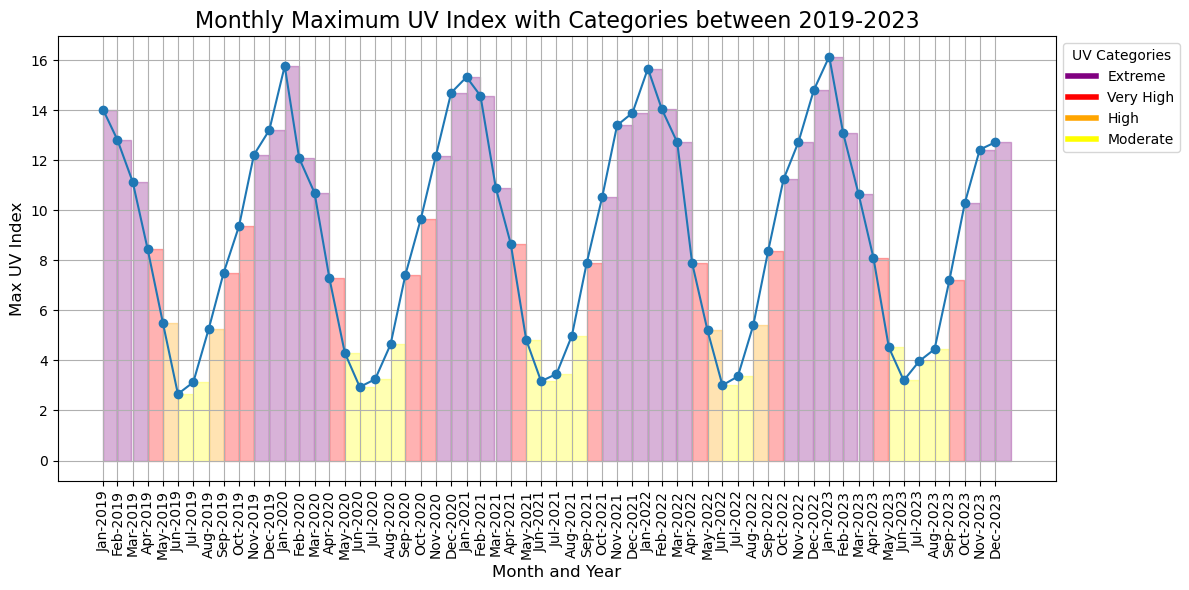 Monthly Maximum UV Index with Categories between 2019-2023
UV Categories
Extreme
Very High
High
Moderate
Max UV Index
16
14
12
10
8
6
4
2
0
Jan-2019
Feb-2019
Mar-2019
Apr-2019
May-2019
Jun-2019
Jul-2019
Aug-2019
Sep-2019
Oct-2019
Nov-2019
Dec-2019
Jan-2020
Feb-2020
Mar-2020
Apr-2020
May-2020
Jun-2020
Jul-2020
Aug-2020
Sep-2020
Oct-2020
Nov-2020
Dec-2020
Jan-2021
Feb-2021
Mar-2021
Apr-2021
May-2021
Jun-2021
Jul-2021
Aug-2021
Sep-2021
Oct-2021
Nov-2021
Dec-2021
Jan-2022
Feb-2022
Mar-2022
Apr-2022
May-2022
Jun-2022
Jul-2022
Aug-2022
Sep-2022
Oct-2022
Nov-2022
Dec-2022
Jan-2023
Feb-2023
Mar-2023
Apr-2023
May-2023
Jun-2023
Jul-2023
Aug-2023
Sep-2023
Oct-2023
Nov-2023
Dec-2023
Month and Year